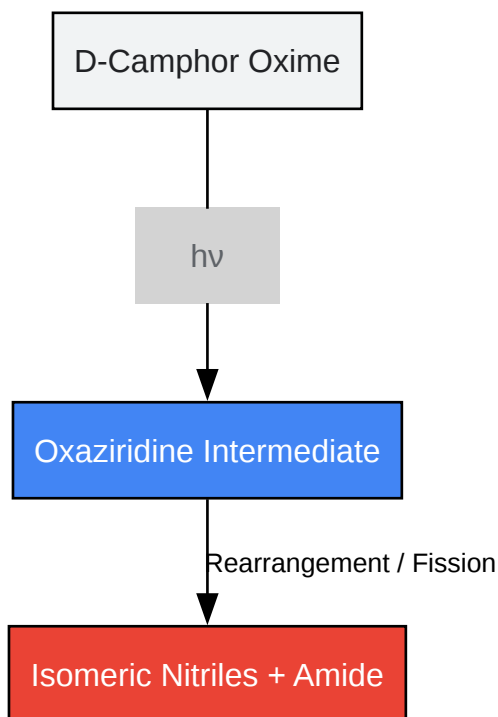 D-Camphor Oxime
hν
Oxaziridine Intermediate
Rearrangement / Fission
Isomeric Nitriles + Amide